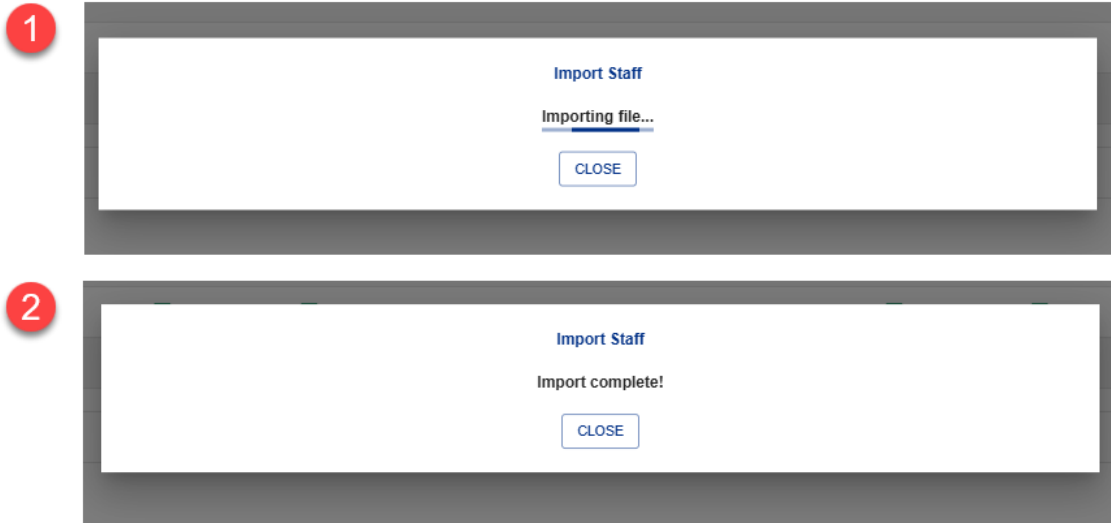 1
Import Staff
Importing file...
CLOSE
2
Import Staff
Import complete!
CLOSE